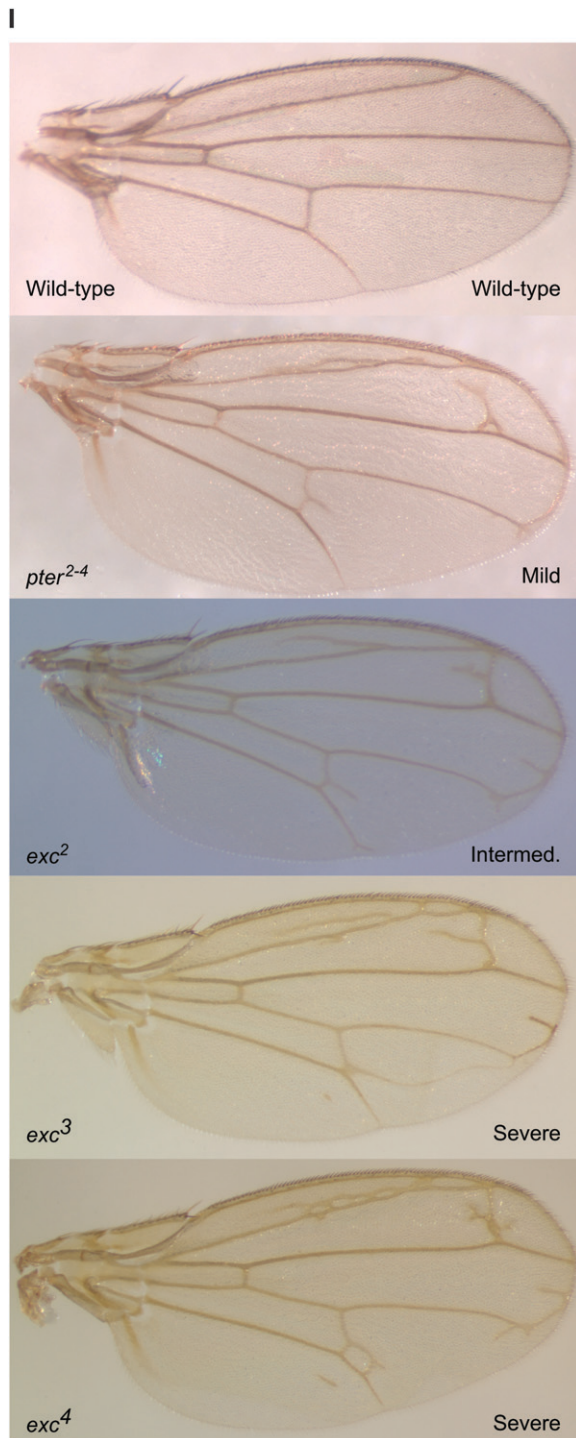 I
Wild-type Wild-type
pter²⁻⁴ Mild
exc² Intermed.
exc³ Severe
exc⁴ Severe